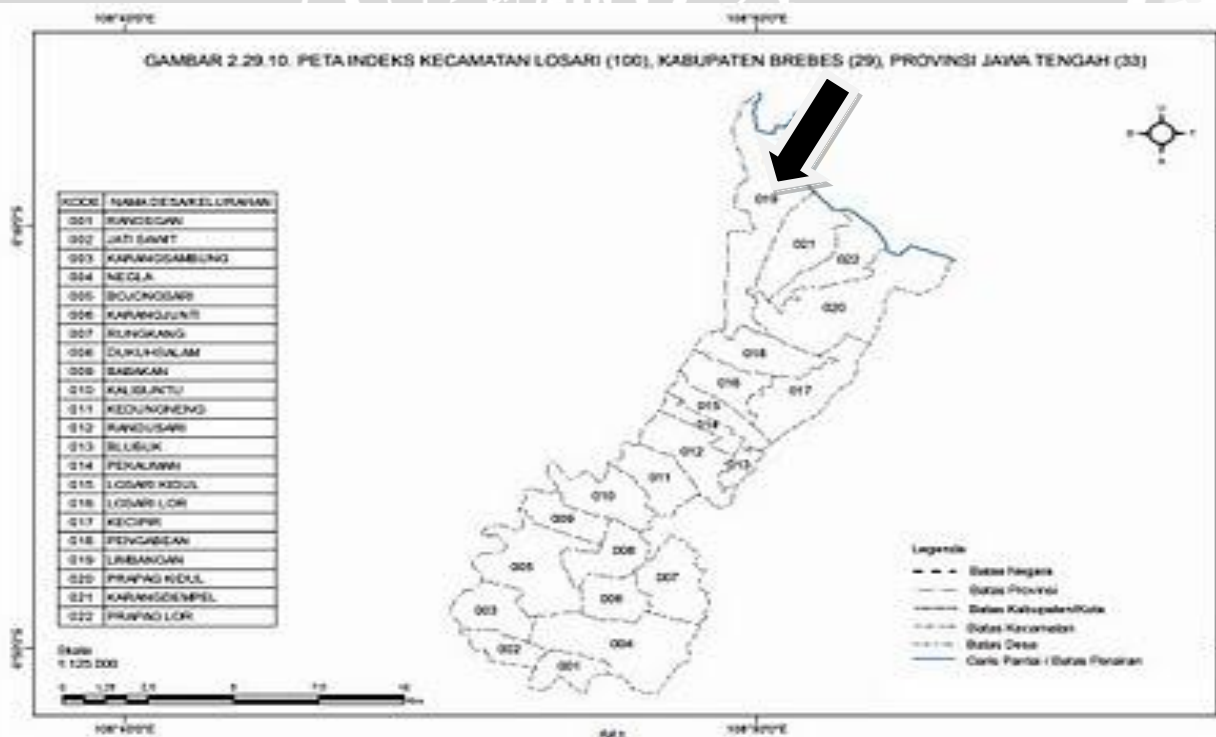 GAMBAR 2.29.10. PETA INDEKS KECAMATAN LOSARI (100), KABUPATEN BREBES (29), PROVINSI JAWA TENGAH (33)
KODE NAMA DESA/KELURAHAN
001 RANDEGAN
002 JATI SAWIT
003 KARANGSAMBUNG
004 NEGLA
005 BOJONGSARI
006 KARANGJUNTI
007 RUNGKANG
008 DUKUHSALAM
009 BABAKAN
010 KALIBUNTU
011 KEDUNGNENG
012 RANDUSARI
013 BLUBUK
014 PEKAUMAN
015 LOSARI KIDUL
016 LOSARI LOR
017 KECIPIR
018 PENGABEAN
019 LIMBANGAN
020 PRAPAG KIDUL
021 KARANGDEMPEL
022 PRAPAG LOR
019
021
022
020
018
016
017
015
014
012
013
011
010
009
008
005
007
006
003
004
002
001
Skala
1:125.000
Legenda
Batas Negara
Batas Provinsi
Batas Kabupaten/Kota
Batas Kecamatan
Batas Desa
Garis Pantai / Batas Perairan